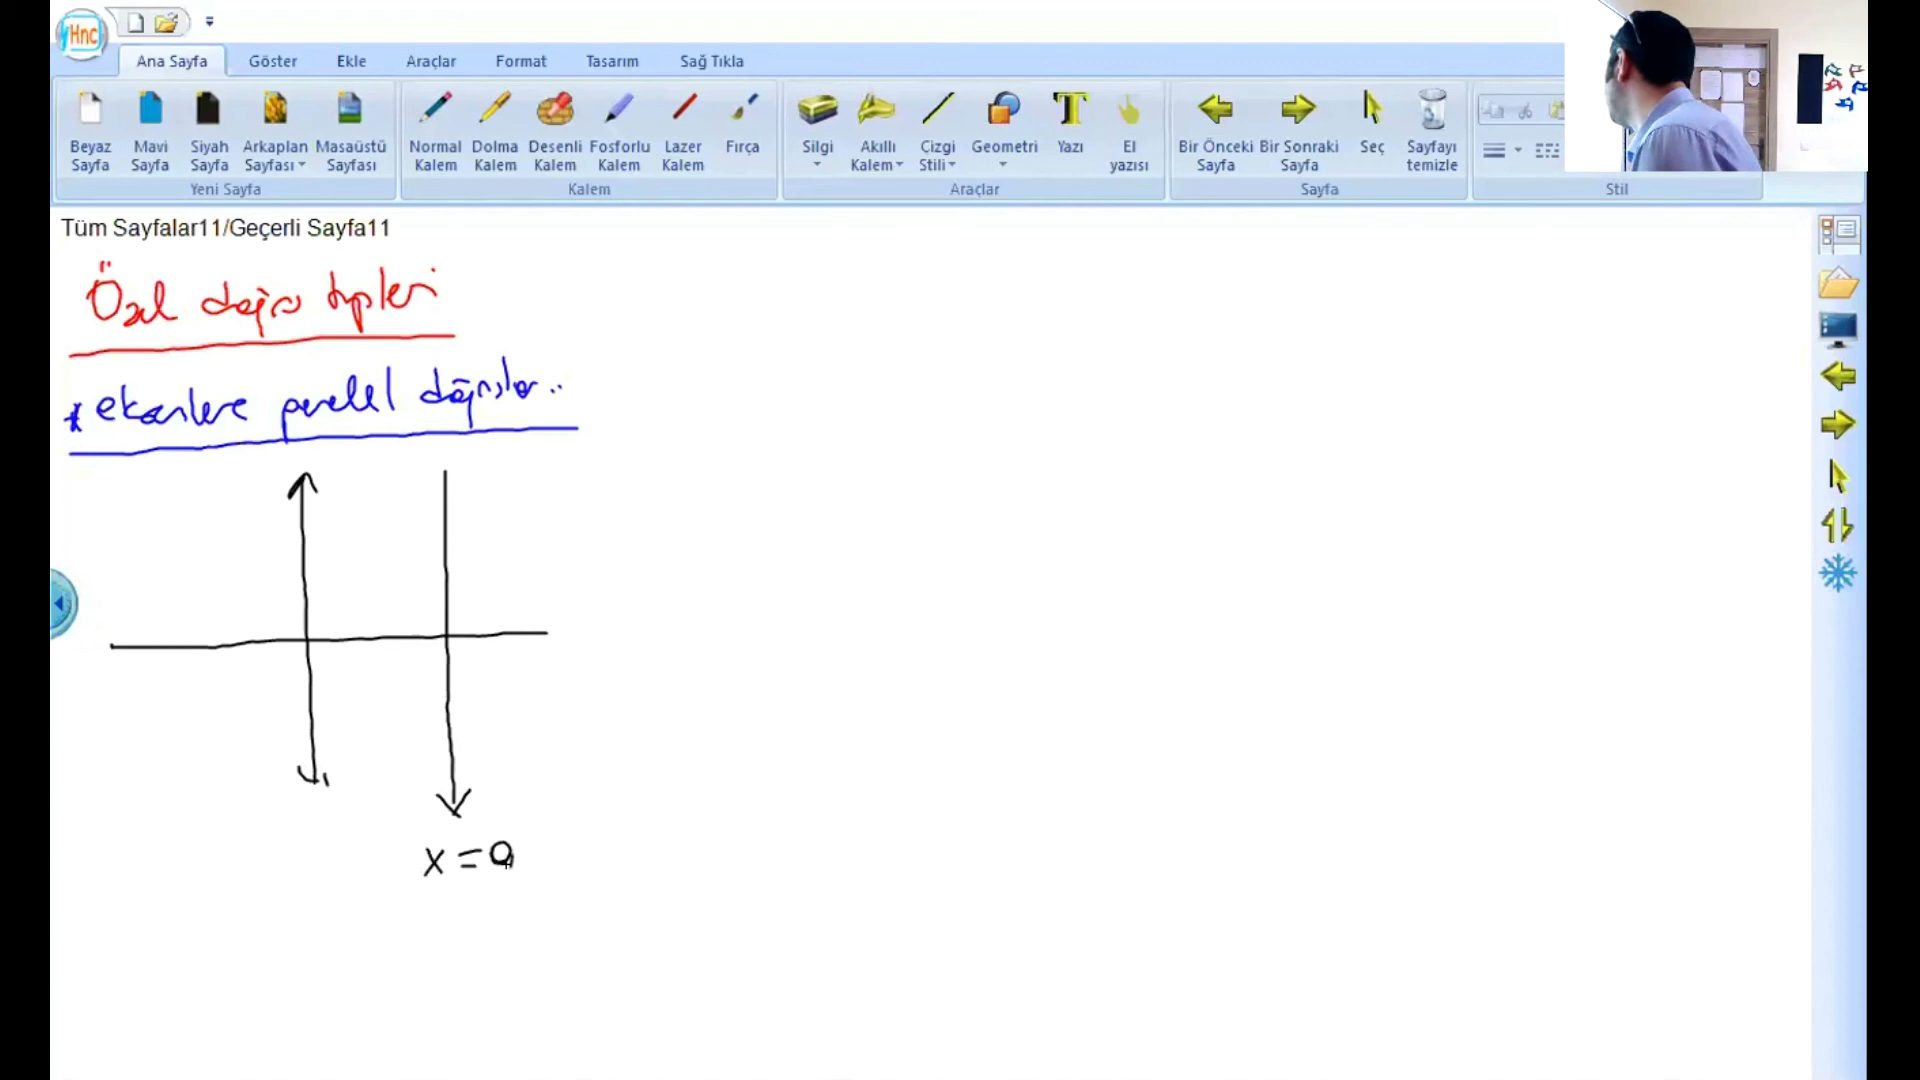 Hnc
Ana Sayfa Göster Ekle Araçlar Format Tasarım Sağ Tıkla
Beyaz Sayfa Mavi Sayfa Siyah Sayfa Arkaplan Sayfası Masaüstü Sayfası Normal Kalem Dolma Kalem Desenli Kalem Fosforlu Kalem Lazer Kalem Fırça Silgi Akıllı Kalem Çizgi Stili Geometri Yazı El yazısı Bir Önceki Sayfa Bir Sonraki Sayfa Seç Sayfayı temizle
Yeni Sayfa Kalem Araçlar Sayfa Stil
Tüm Sayfalar11/Geçerli Sayfa11
Özel doğru tipleri
* eksenlere perelel doğrular..
x = a